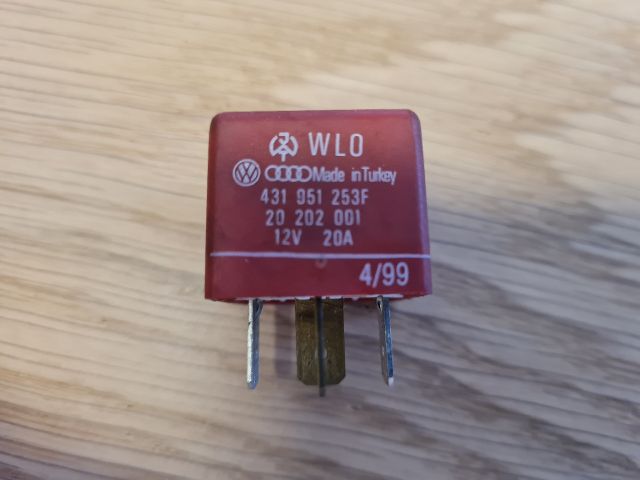 WLO
Made in Turkey
431 951 253F
20 202 001
12V 20A
4/99